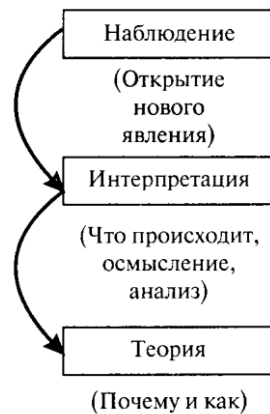 Наблюдение
(Открытие
нового
явления)
Интерпретация
(Что происходит,
осмысление,
анализ)
Теория
(Почему и как)